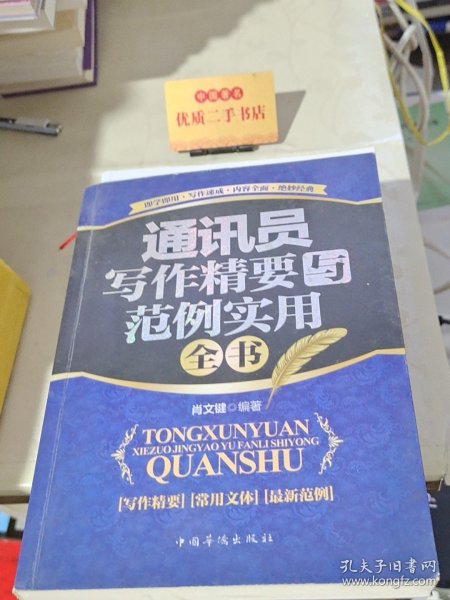 中国著名
优质二手书店
即学即用·写作速成·内容全面·绝妙经典
通讯员
写作精要与
范例实用
全书
肖文键 编著
TONGXUNYUAN
XIEZUO JINGYAO YU FANLI SHIYONG
QUANSHU
[写作精要] [常用文体] [最新范例]
中国华侨出版社
孔夫子旧书网
www.kongfz.com